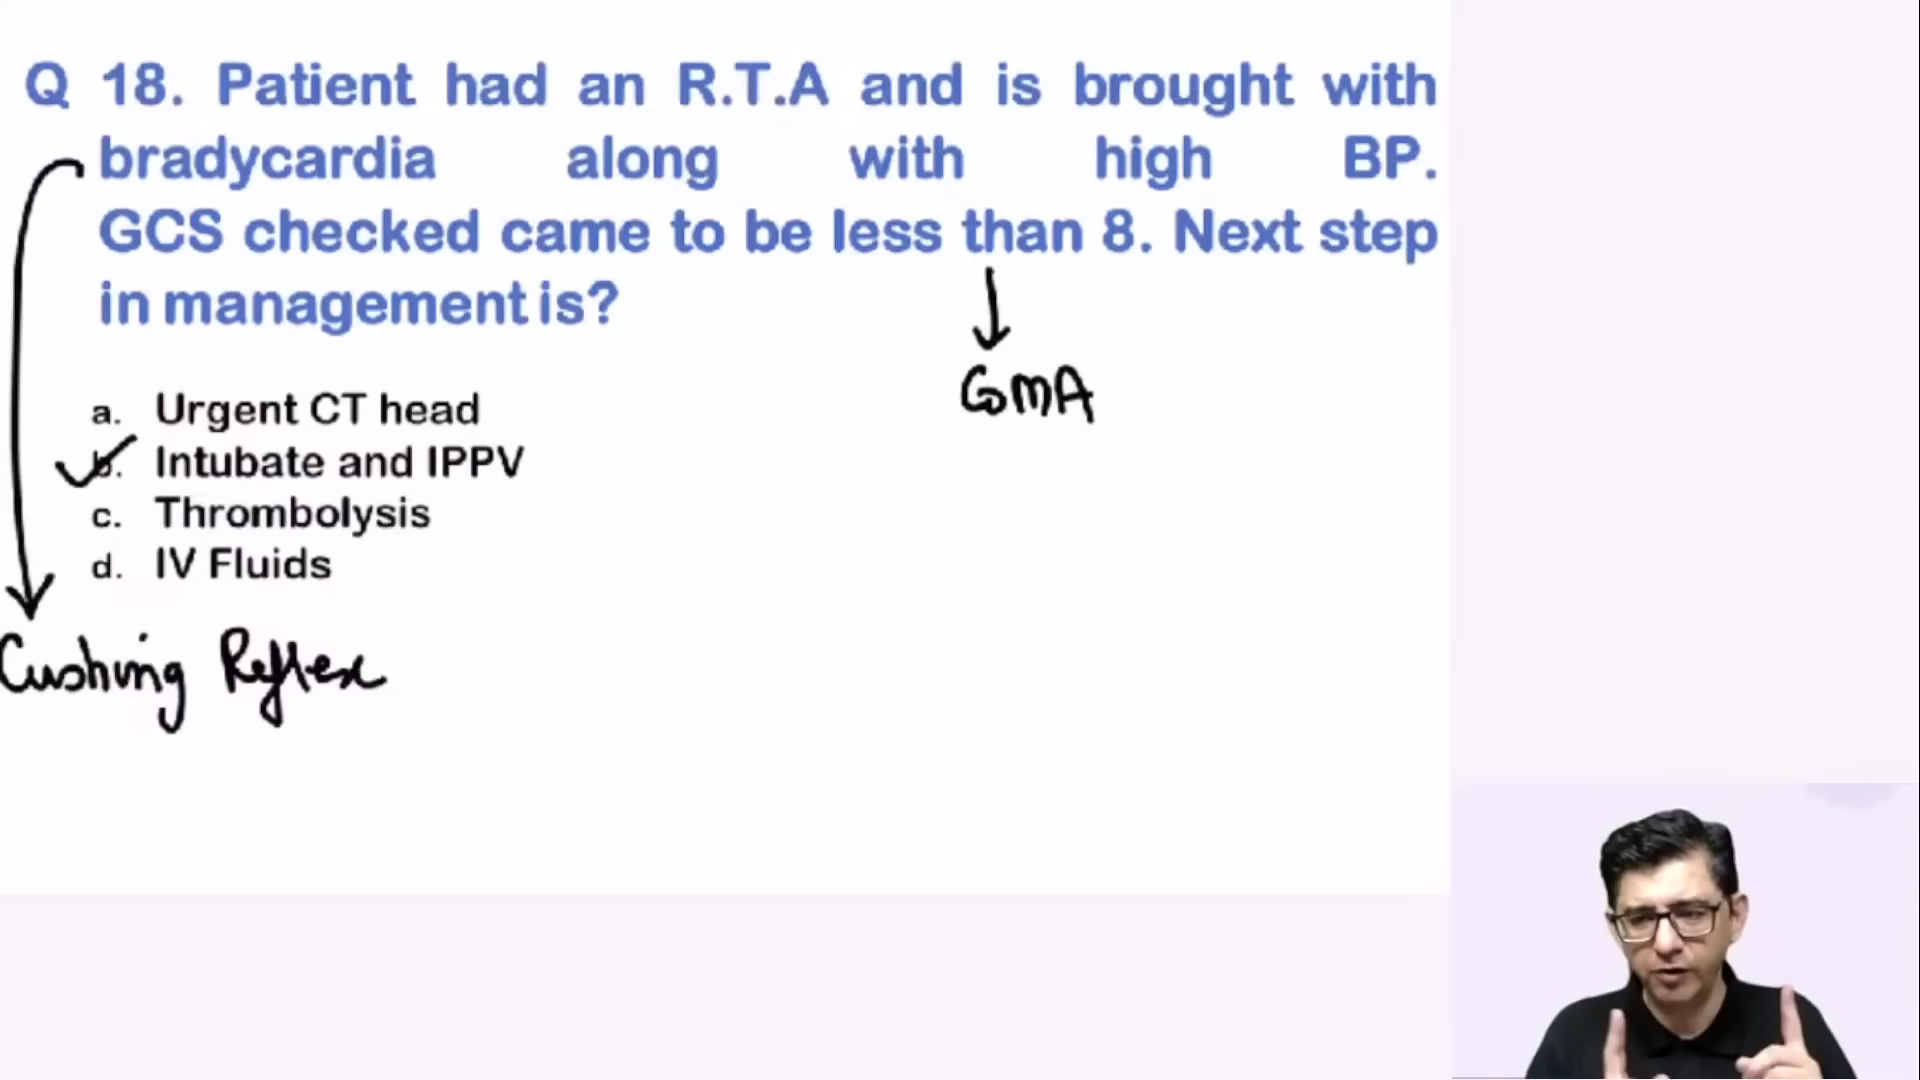 Q 18. Patient had an R.T.A and is brought with
bradycardia along with high BP.
GCS checked came to be less than 8. Next step
in management is?
COMA
a. Urgent CT head
b. Intubate and IPPV
c. Thrombolysis
d. IV Fluids
Cushing Reflex